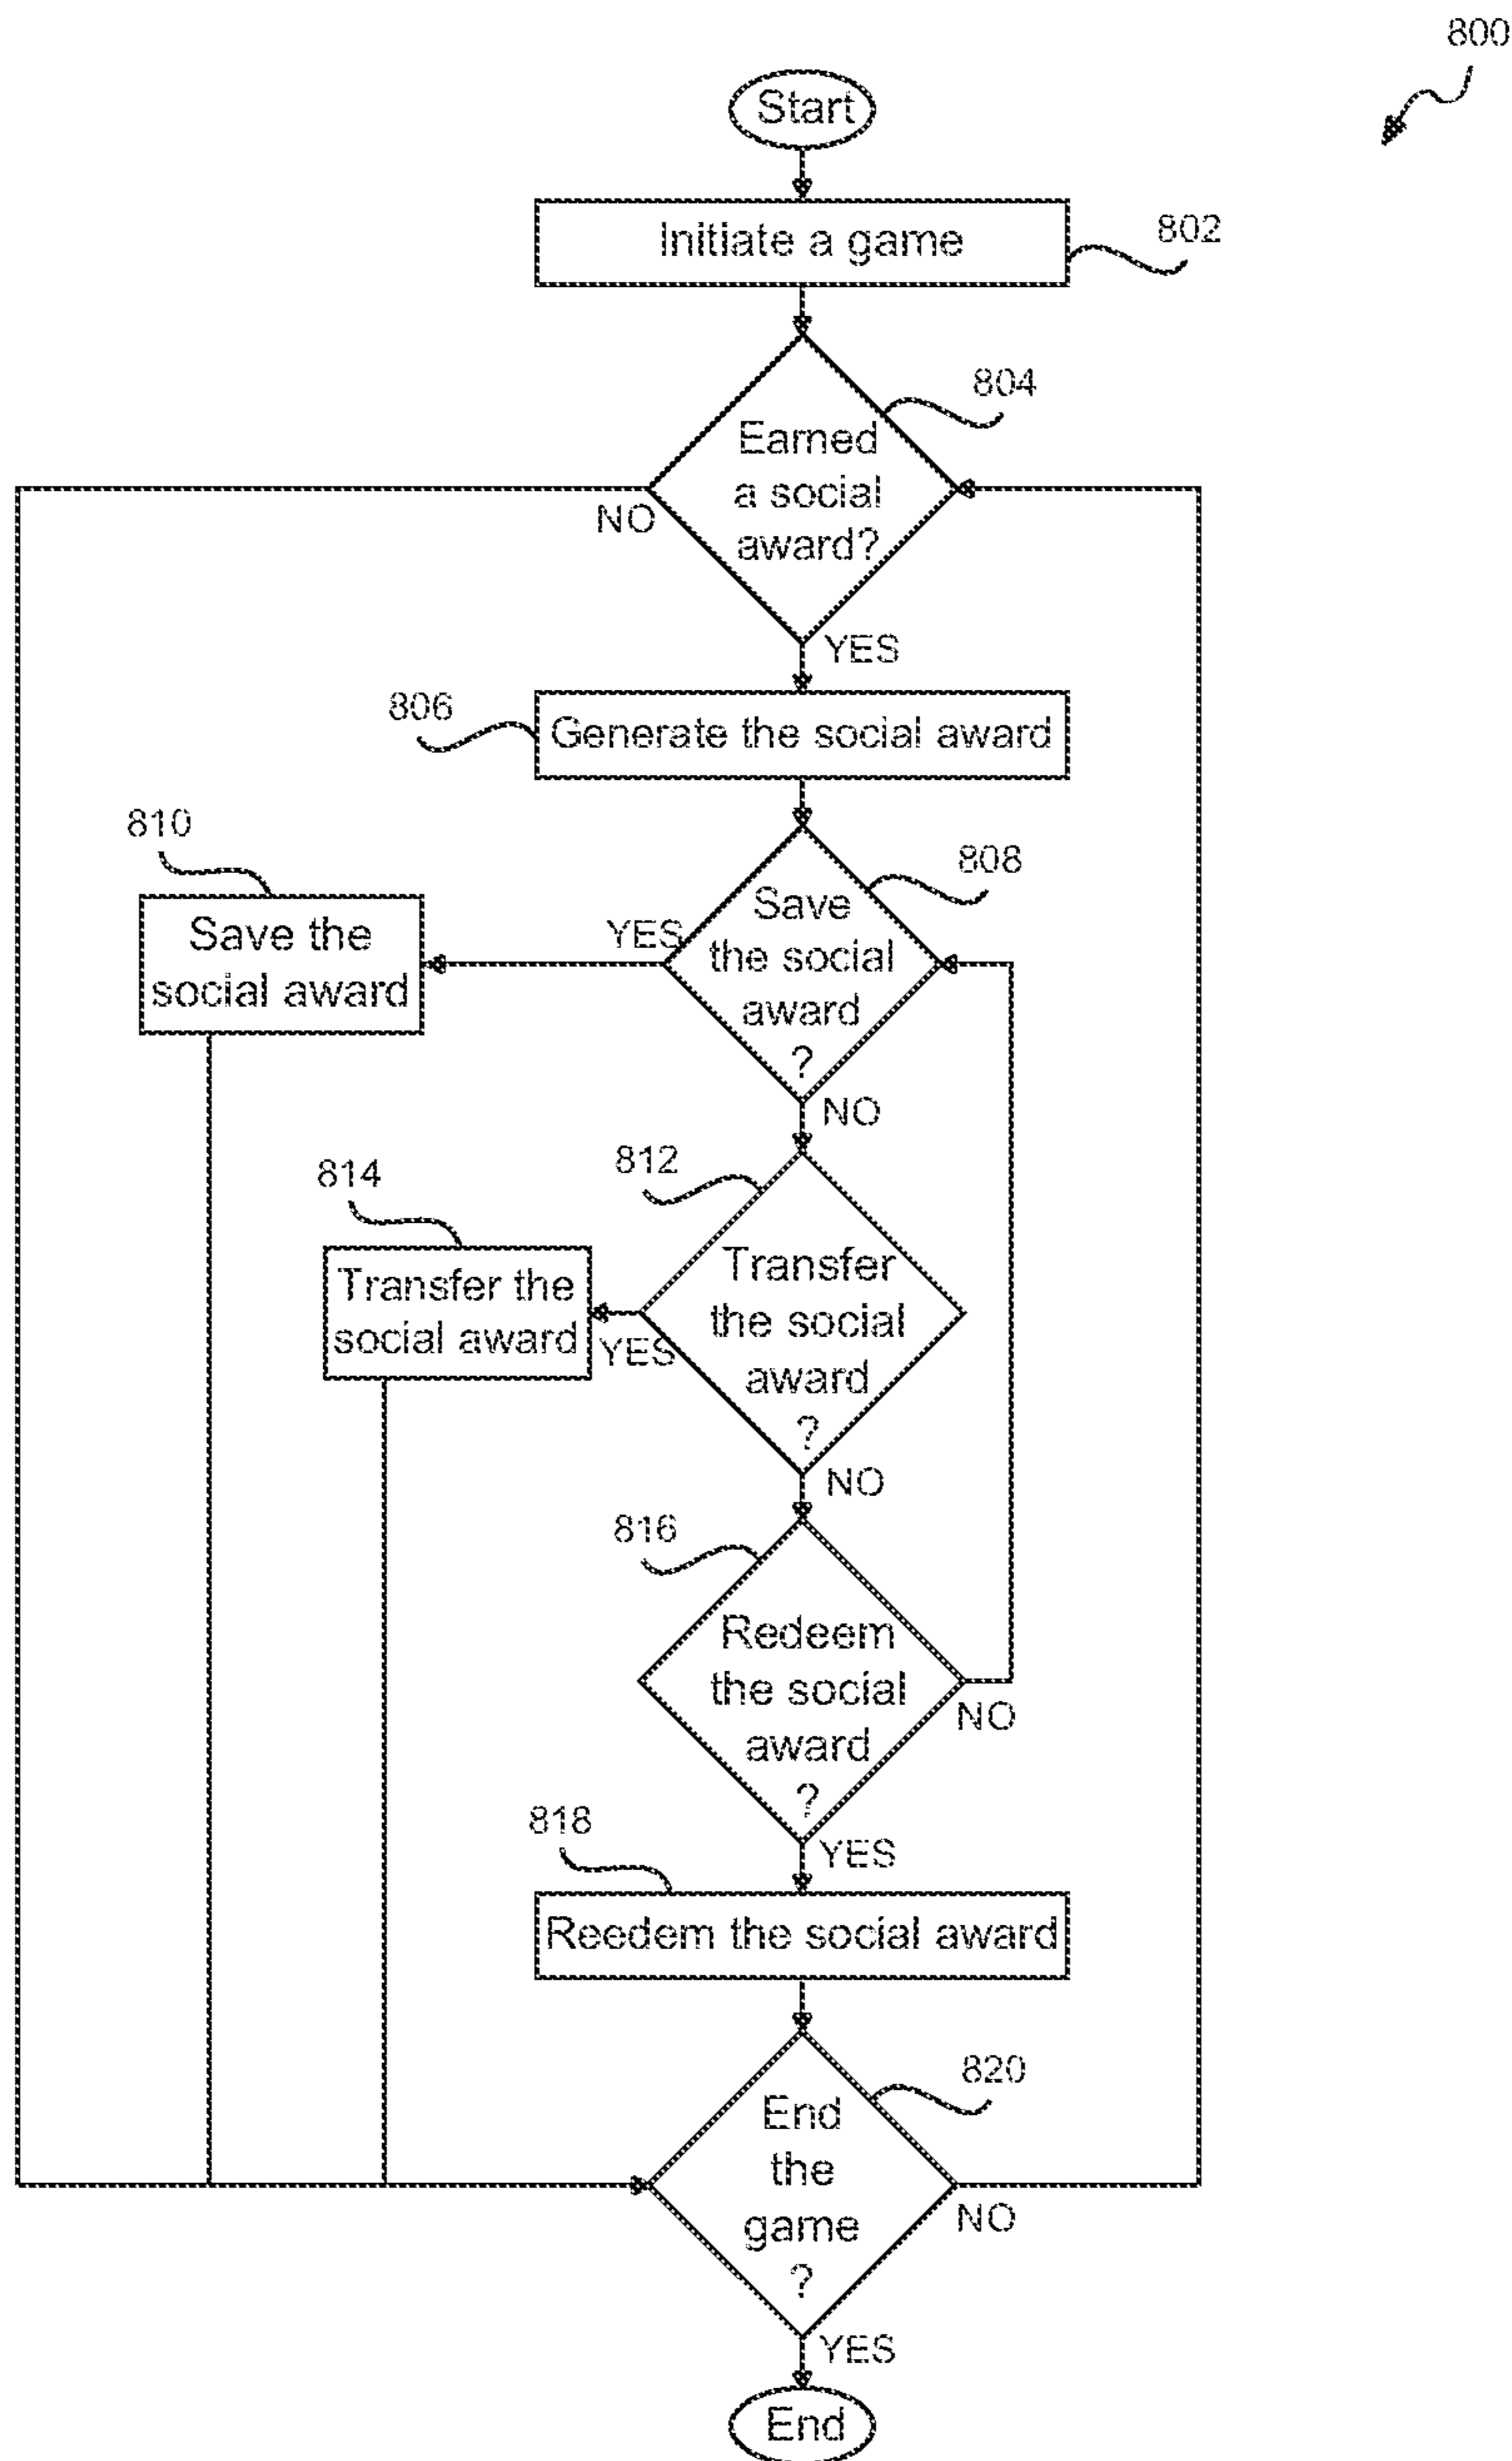 800
Start
Initiate a game
802
804
Earned
a social
award?
NO
YES
806
Generate the social award
810
808
Save the
social award
YES
Save
the social
award
?
NO
812
814
Transfer the
social award
YES
Transfer
the social
award
?
NO
816
Redeem
the social
award
?
NO
818
YES
Reedem the social award
820
End
the
game
?
NO
YES
End